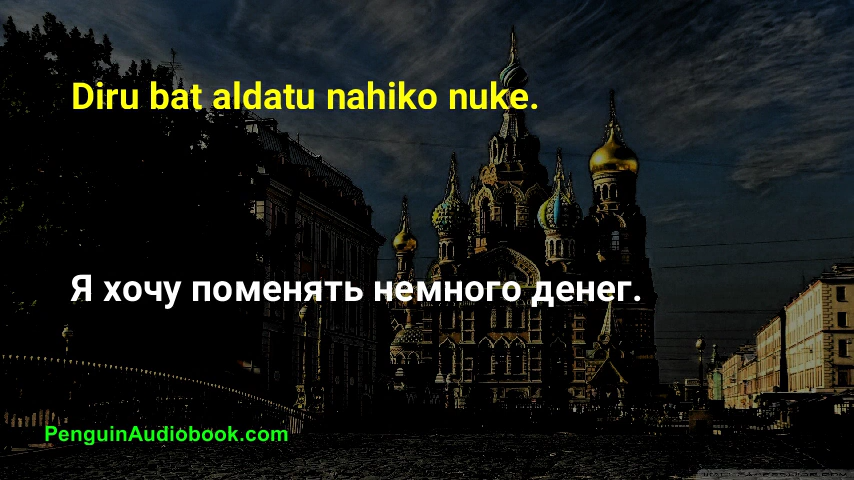 Diru bat aldatu nahiko nuke.
Я хочу поменять немного денег.
PenguinAudiobook.com